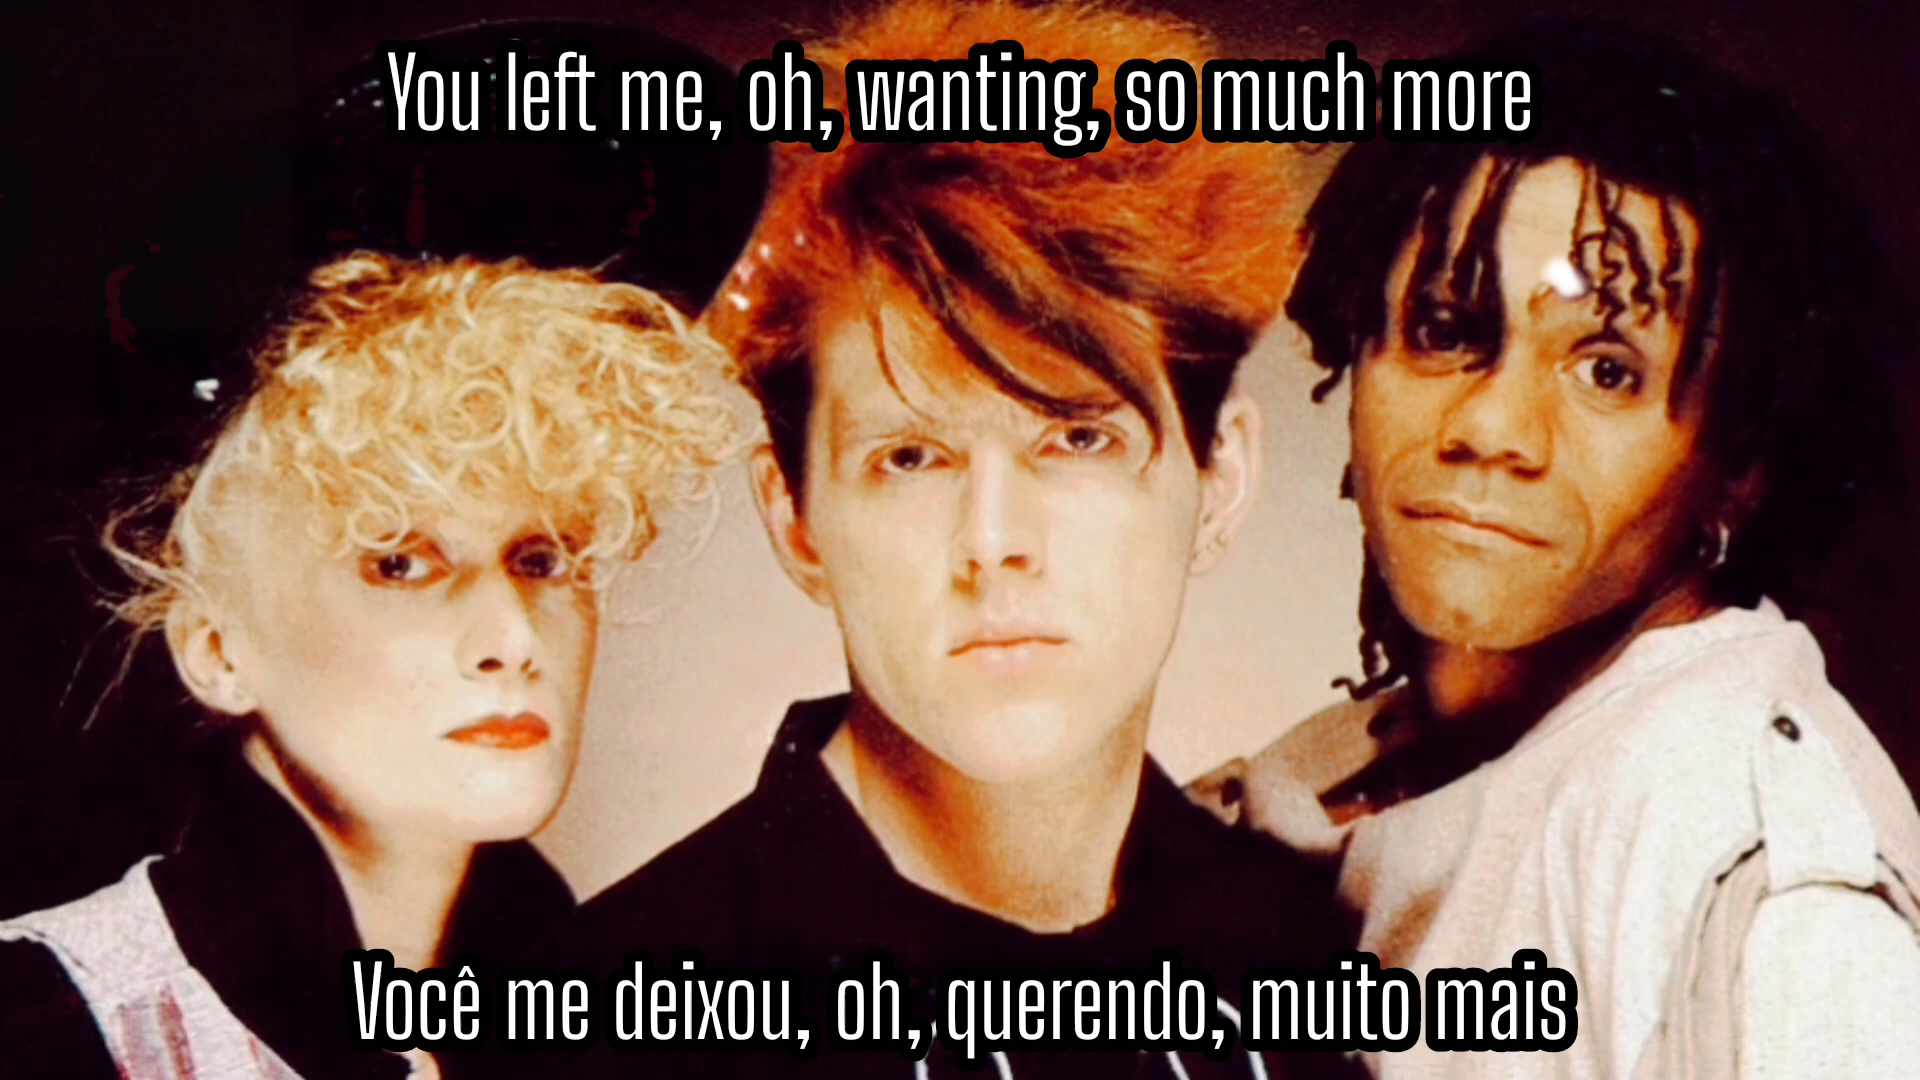 You left me, oh, wanting, so much more
Você me deixou, oh, querendo, muito mais